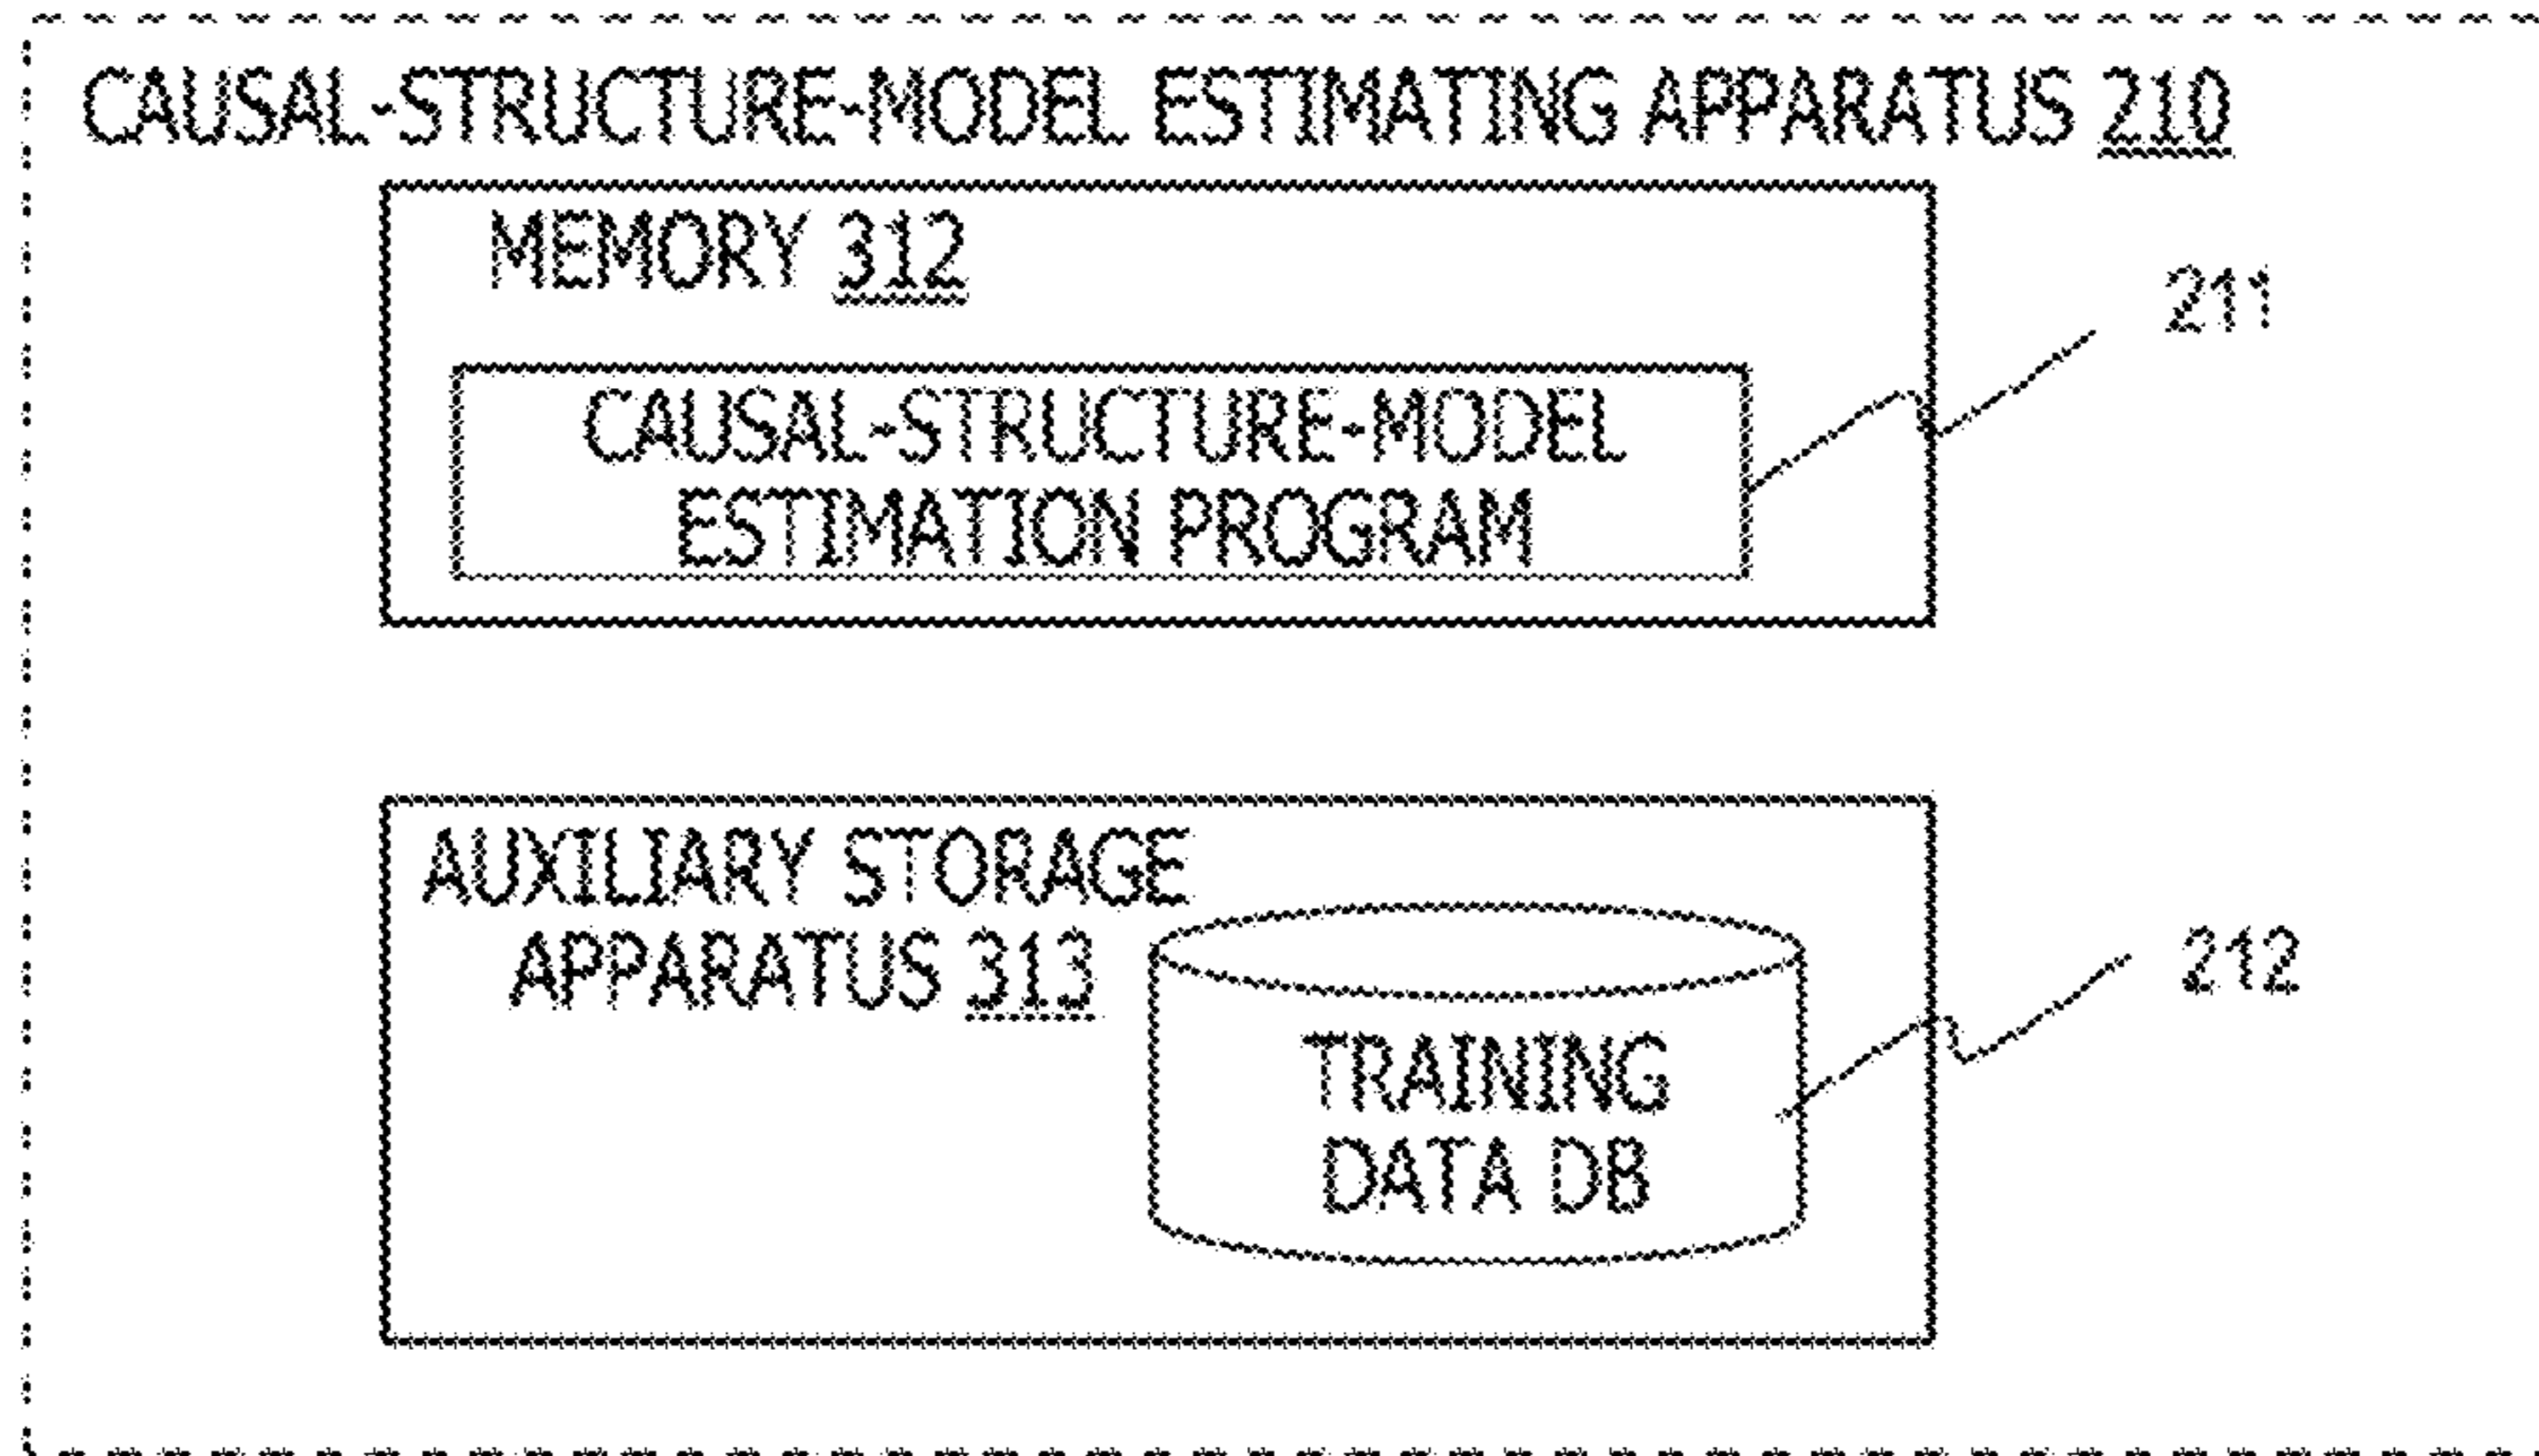 CAUSAL-STRUCTURE-MODEL ESTIMATING APPARATUS 210
MEMORY 312
211
CAUSAL-STRUCTURE-MODEL
ESTIMATION PROGRAM
AUXILIARY STORAGE
APPARATUS 313
212
TRAINING
DATA DB